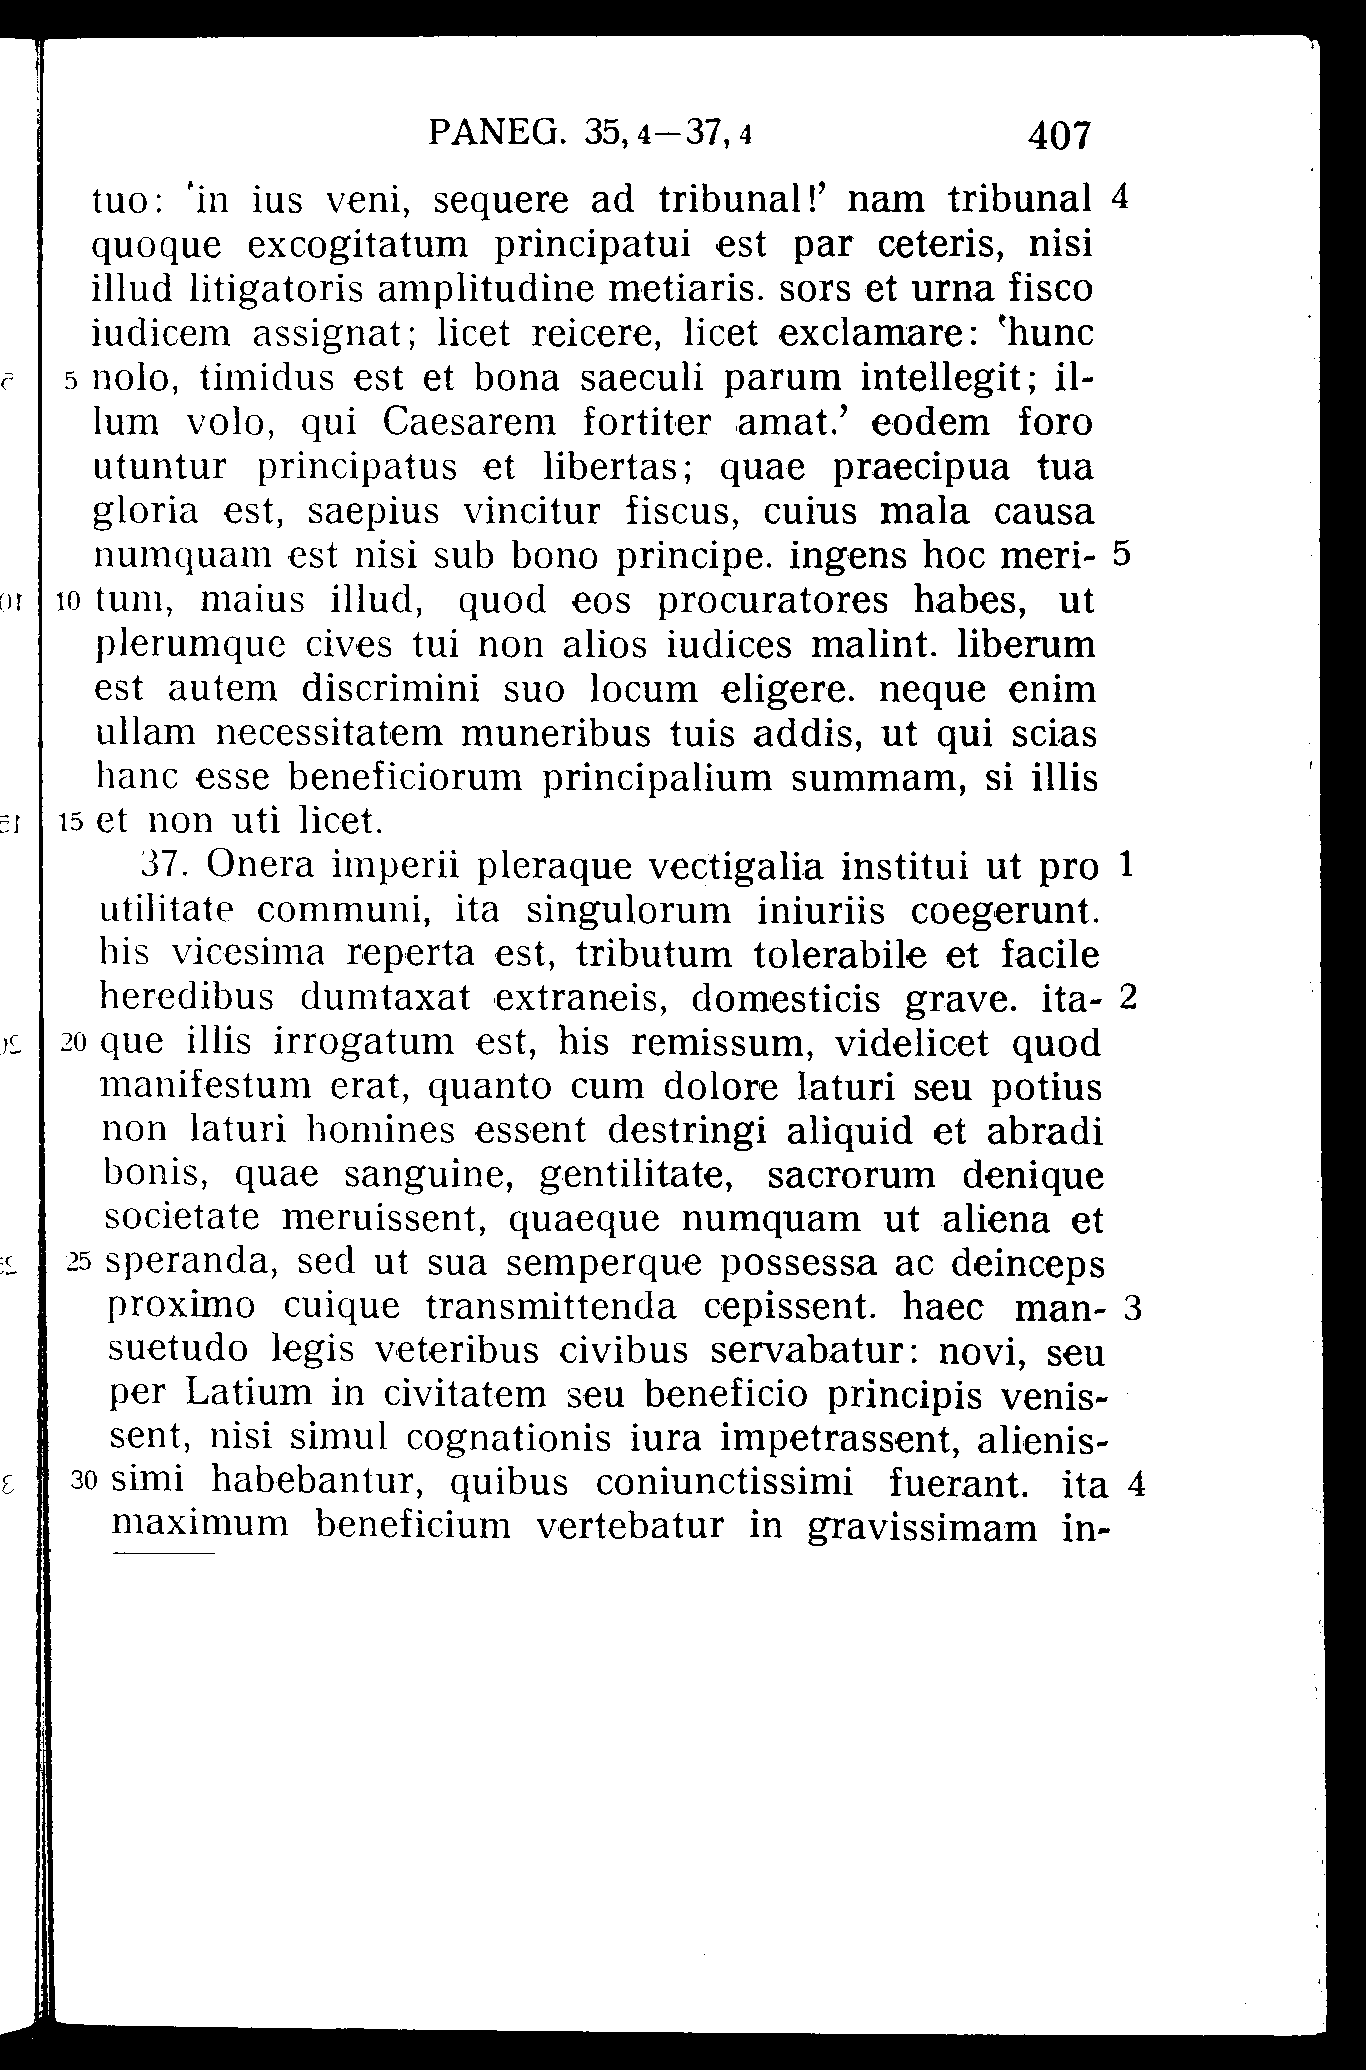 PANEG. 35, 4—37, 4 407
tuo: 'in ius veni, sequere ad tribunal!' nam tribunal 4
quoque excogitatum principatui est par ceteris, nisi
illud litigatoris amplitudine metiaris. sors et urna fisco
iudicem assignat; licet reicere, licet exclamare: 'hunc
5 nolo, timidus est et bona saeculi parum intellegit; il-
lum volo, qui Caesarem fortiter amat.' eodem foro
utuntur principatus et libertas; quae praecipua tua
gloria est, saepius vincitur fiscus, cuius mala causa
numquam est nisi sub bono principe. ingens hoc meri- 5
10 tum, maius illud, quod eos procuratores habes, ut
plerumque cives tui non alios iudices malint. liberum
est autem discrimini suo locum eligere. neque enim
ullam necessitatem muneribus tuis addis, ut qui scias
hanc esse beneficiorum principalium summam, si illis
15 et non uti licet.
37. Onera imperii pleraque vectigalia institui ut pro 1
utilitate communi, ita singulorum iniuriis coegerunt.
his vicesima reperta est, tributum tolerabile et facile
heredibus dumtaxat extraneis, domesticis grave. ita- 2
20 que illis irrogatum est, his remissum, videlicet quod
manifestum erat, quanto cum dolore laturi seu potius
non laturi homines essent destringi aliquid et abradi
bonis, quae sanguine, gentilitate, sacrorum denique
societate meruissent, quaeque numquam ut aliena et
25 speranda, sed ut sua semperque possessa ac deinceps
proximo cuique transmittenda cepissent. haec man- 3
suetudo legis veteribus civibus servabatur: novi, seu
per Latium in civitatem seu beneficio principis venis-
sent, nisi simul cognationis iura impetrassent, alienis-
30 simi habebantur, quibus coniunctissimi fuerant. ita 4
maximum beneficium vertebatur in gravissimam in-